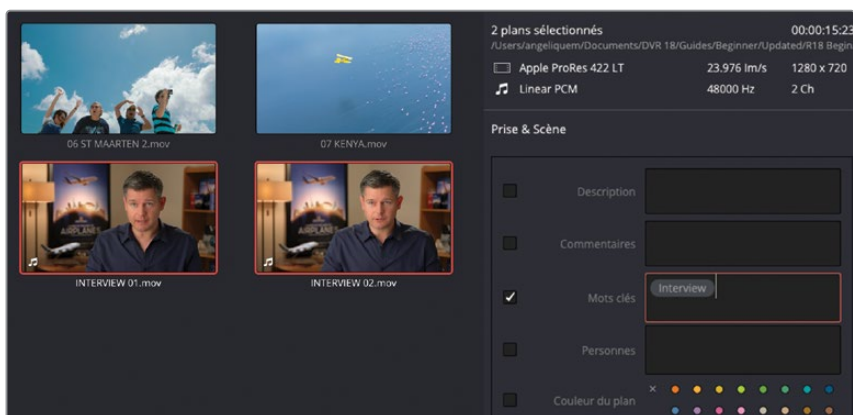 2 plans sélectionnés 00:00:15:23
/Users/angeliquem/Documents/DVR 18/Guides/Beginner/Updated/R18 Begin
Apple ProRes 422 LT 23.976 Im/s 1280 x 720
Linear PCM 48000 Hz 2 Ch
06 ST MAARTEN 2.mov 07 KENYA.mov
Prise & Scène
Description
Commentaires
AIRPLANES
AIRPLANES
INTERVIEW 01.mov INTERVIEW 02.mov
Mots clés Interview
Personnes
Couleur du plan